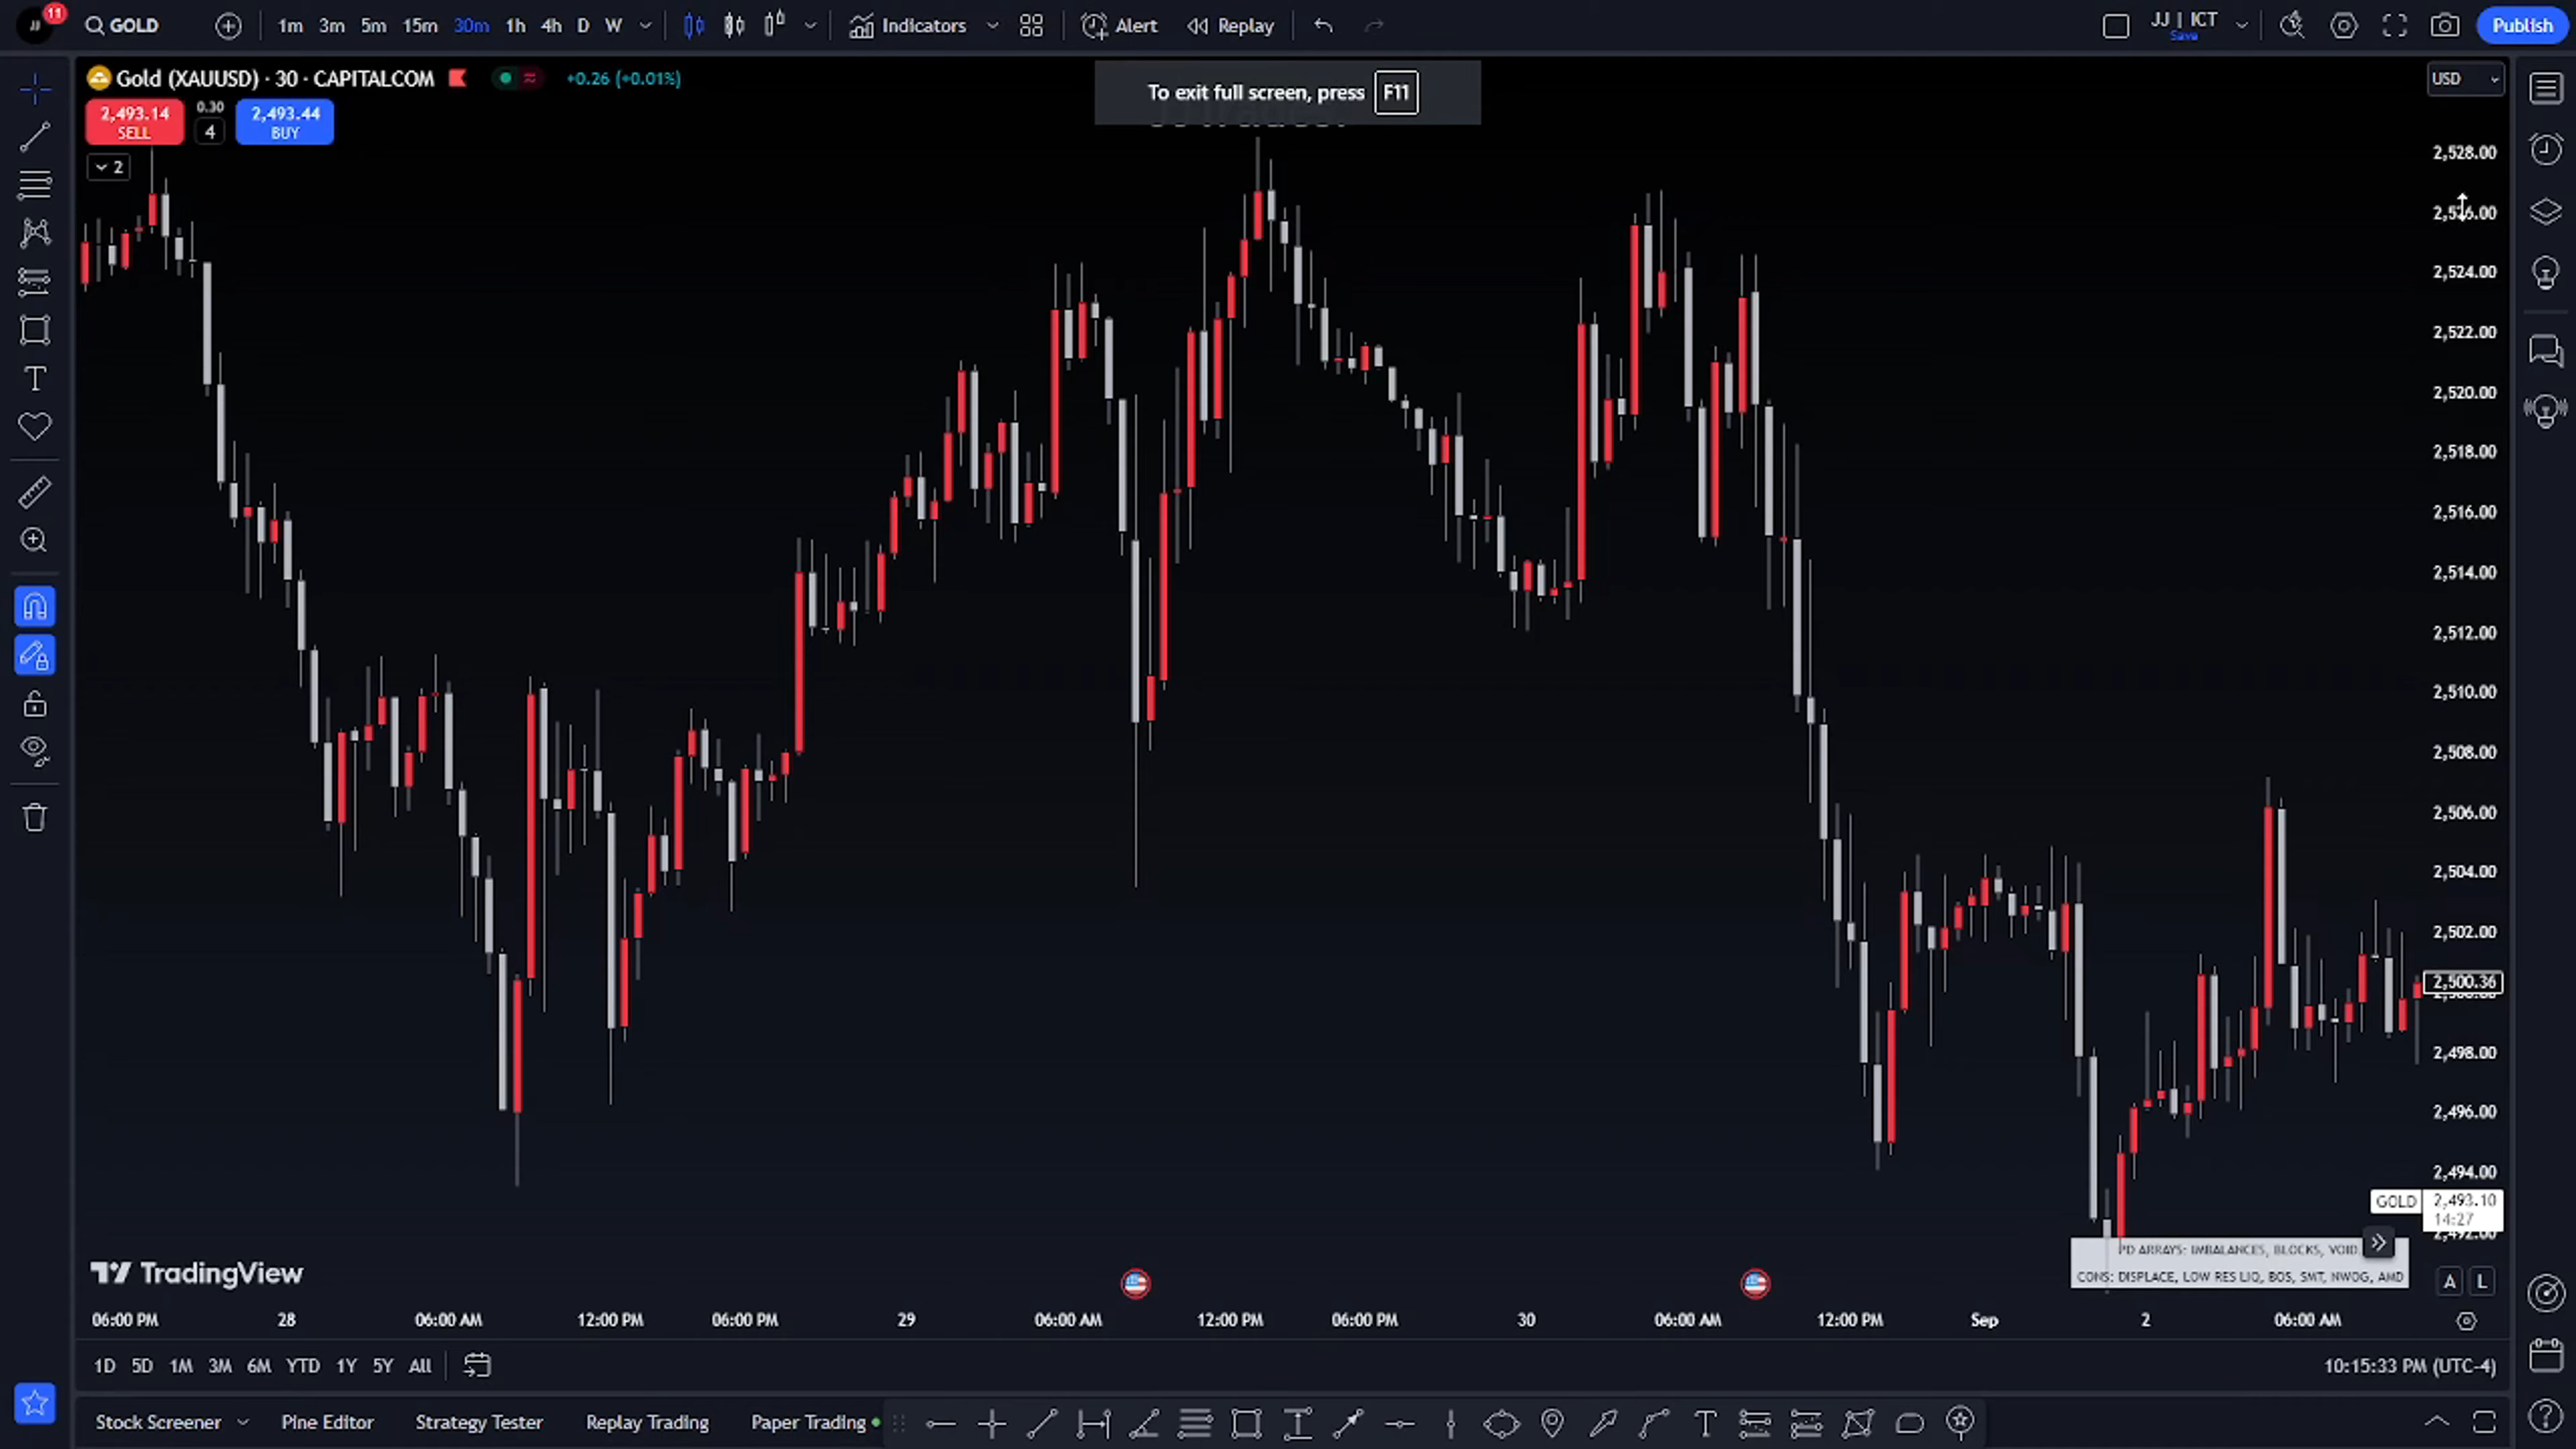 11
JJ
GOLD
1m 3m 5m 15m 30m 1h 4h D W
Indicators
Alert
Replay
JJ | ICT
Save
Publish
Gold (XAUUSD) · 30 · CAPITALCOM
+0.26 (+0.01%)
To exit full screen, press F11
USD
2,493.14
SELL
0.30
4
2,493.44
BUY
2
2,528.00
2,524.00
2,522.00
2,520.00
2,518.00
2,516.00
2,514.00
2,512.00
2,510.00
2,508.00
2,506.00
2,504.00
2,502.00
2,500.36
2,498.00
2,496.00
2,494.00
GOLD 2,493.10
14:27
2,492.00
PD ARRAYS: IMBALANCES, BLOCKS, VOID
CONS: DISPLACE, LOW RES LIQ, BOS, SMT, NWOG, AMD
TradingView
A L
06:00 PM 28 06:00 AM 12:00 PM 06:00 PM 29 06:00 AM 12:00 PM 06:00 PM 30 06:00 AM 12:00 PM Sep 2 06:00 AM
1D 5D 1M 3M 6M YTD 1Y 5Y All
10:15:33 PM (UTC-4)
Stock Screener Pine Editor Strategy Tester Replay Trading Paper Trading